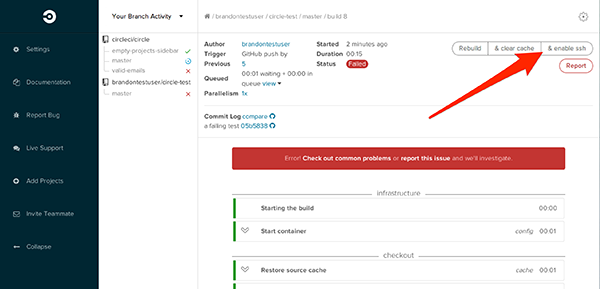 Settings
Documentation
Report Bug
Live Support
Add Projects
Invite Teammate
Collapse
Your Branch Activity
circleci/circle
empty-projects-sidebar
master
valid-emails
brandontestuser/circle-test
master
/ brandontestuser / circle-test / master / build 8
Author brandontestuser
Trigger GitHub push by
Previous 5
Queued 00:01 waiting + 00:00 in queue view
Parallelism 1x
Started 2 minutes ago
Duration 00:15
Status Failed
Rebuild & clear cache & enable ssh
Report
Commit Log compare
a failing test 05b5838
Error! Check out common problems or report this issue and we'll investigate.
infrastructure
Starting the build 00:00
Start container config 00:01
checkout
Restore source cache cache 00:01